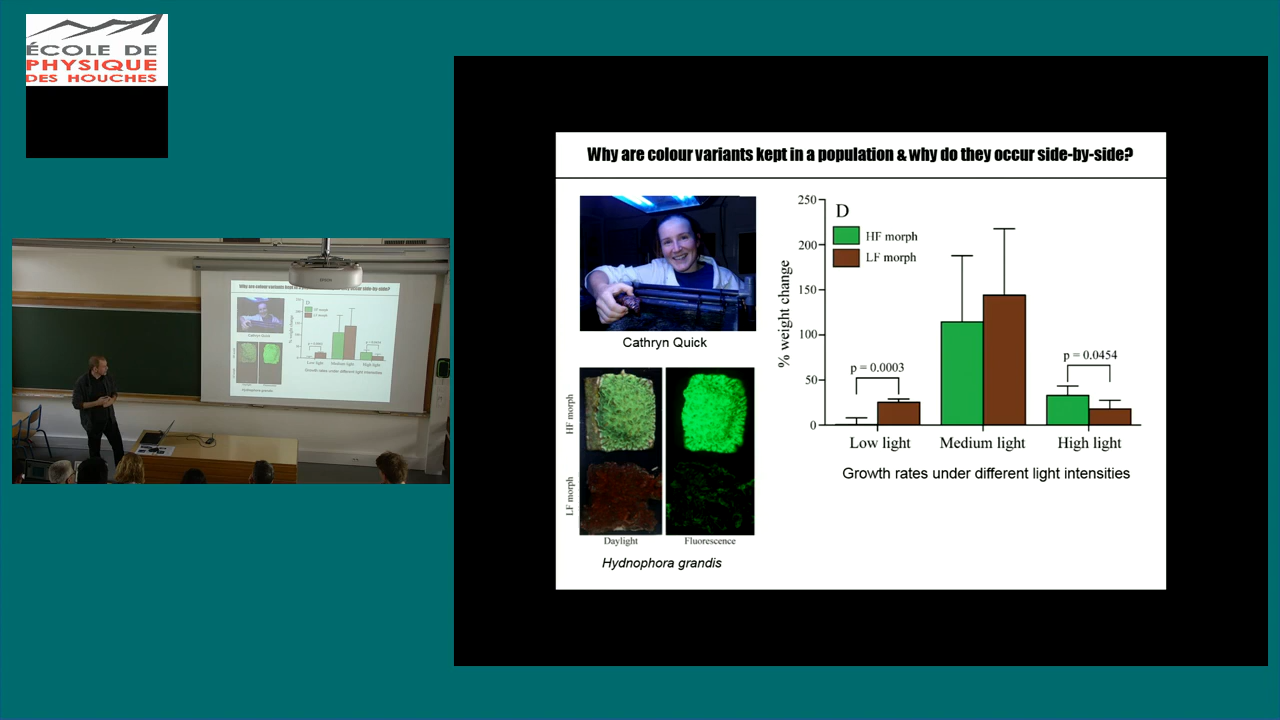 ÉCOLE DE
PHYSIQUE
DES HOUCHES
Why are colour variants kept in a population & why do they occur side-by-side?
Cathryn Quick
HF morph
LF morph
Daylight
Fluorescence
Hydnophora grandis
D
HF morph
LF morph
% weight change
250
200
150
100
50
0
p = 0.0003
p = 0.0454
Low light
Medium light
High light
Growth rates under different light intensities